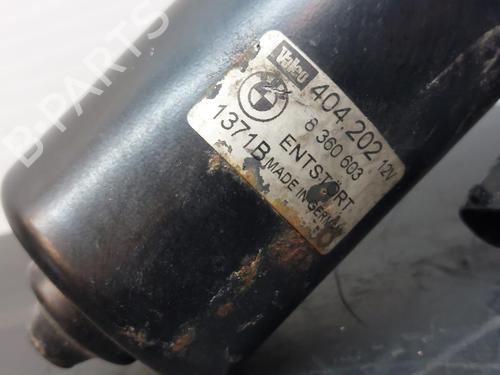 Valeo
404.202 12V
8 360 603
ENTSTÖRT
1371B MADE IN GERMANY
B-PARTS